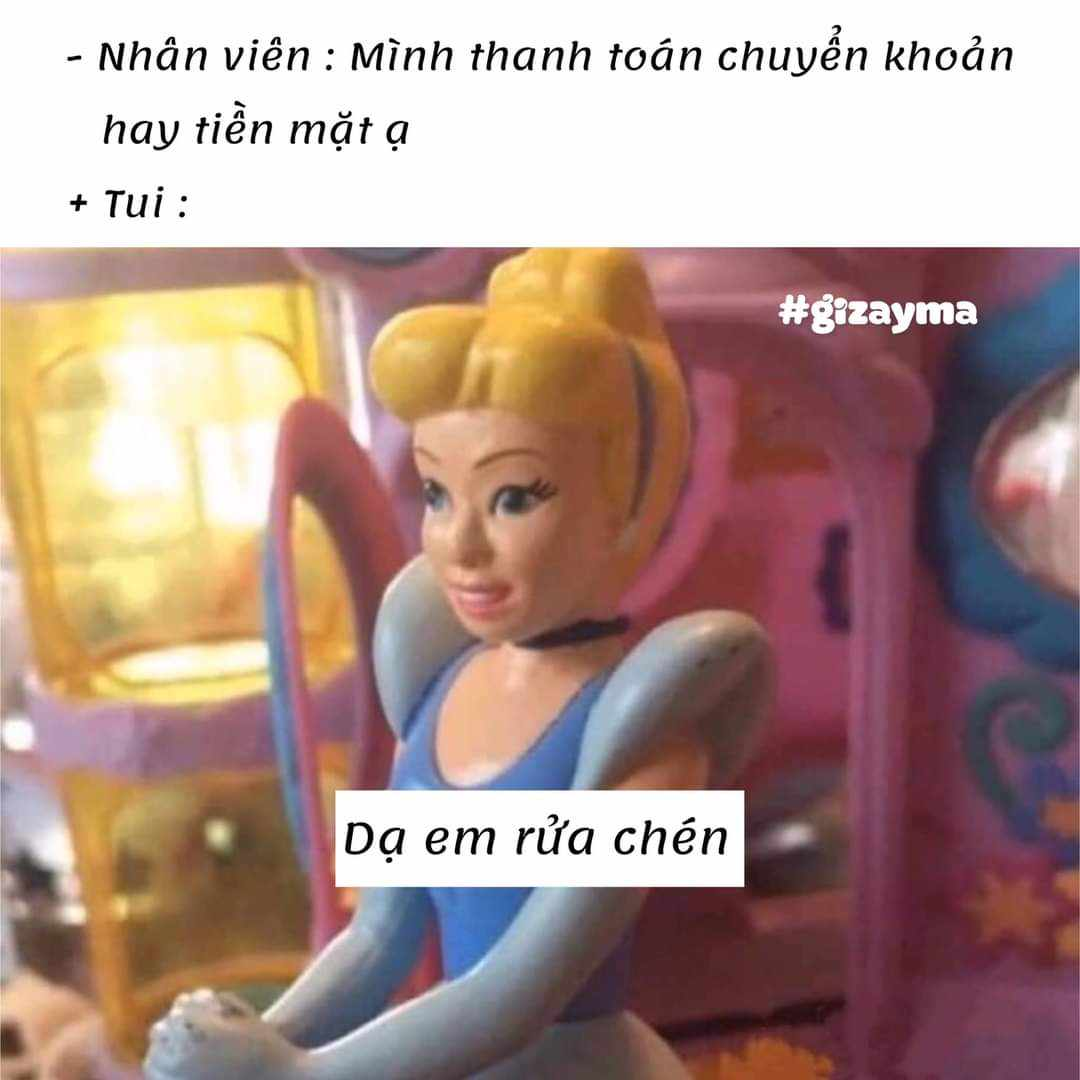 - Nhân viên : Mình thanh toán chuyển khoản
hay tiền mặt ạ
+ Tui :
#gizayma
Dạ em rửa chén